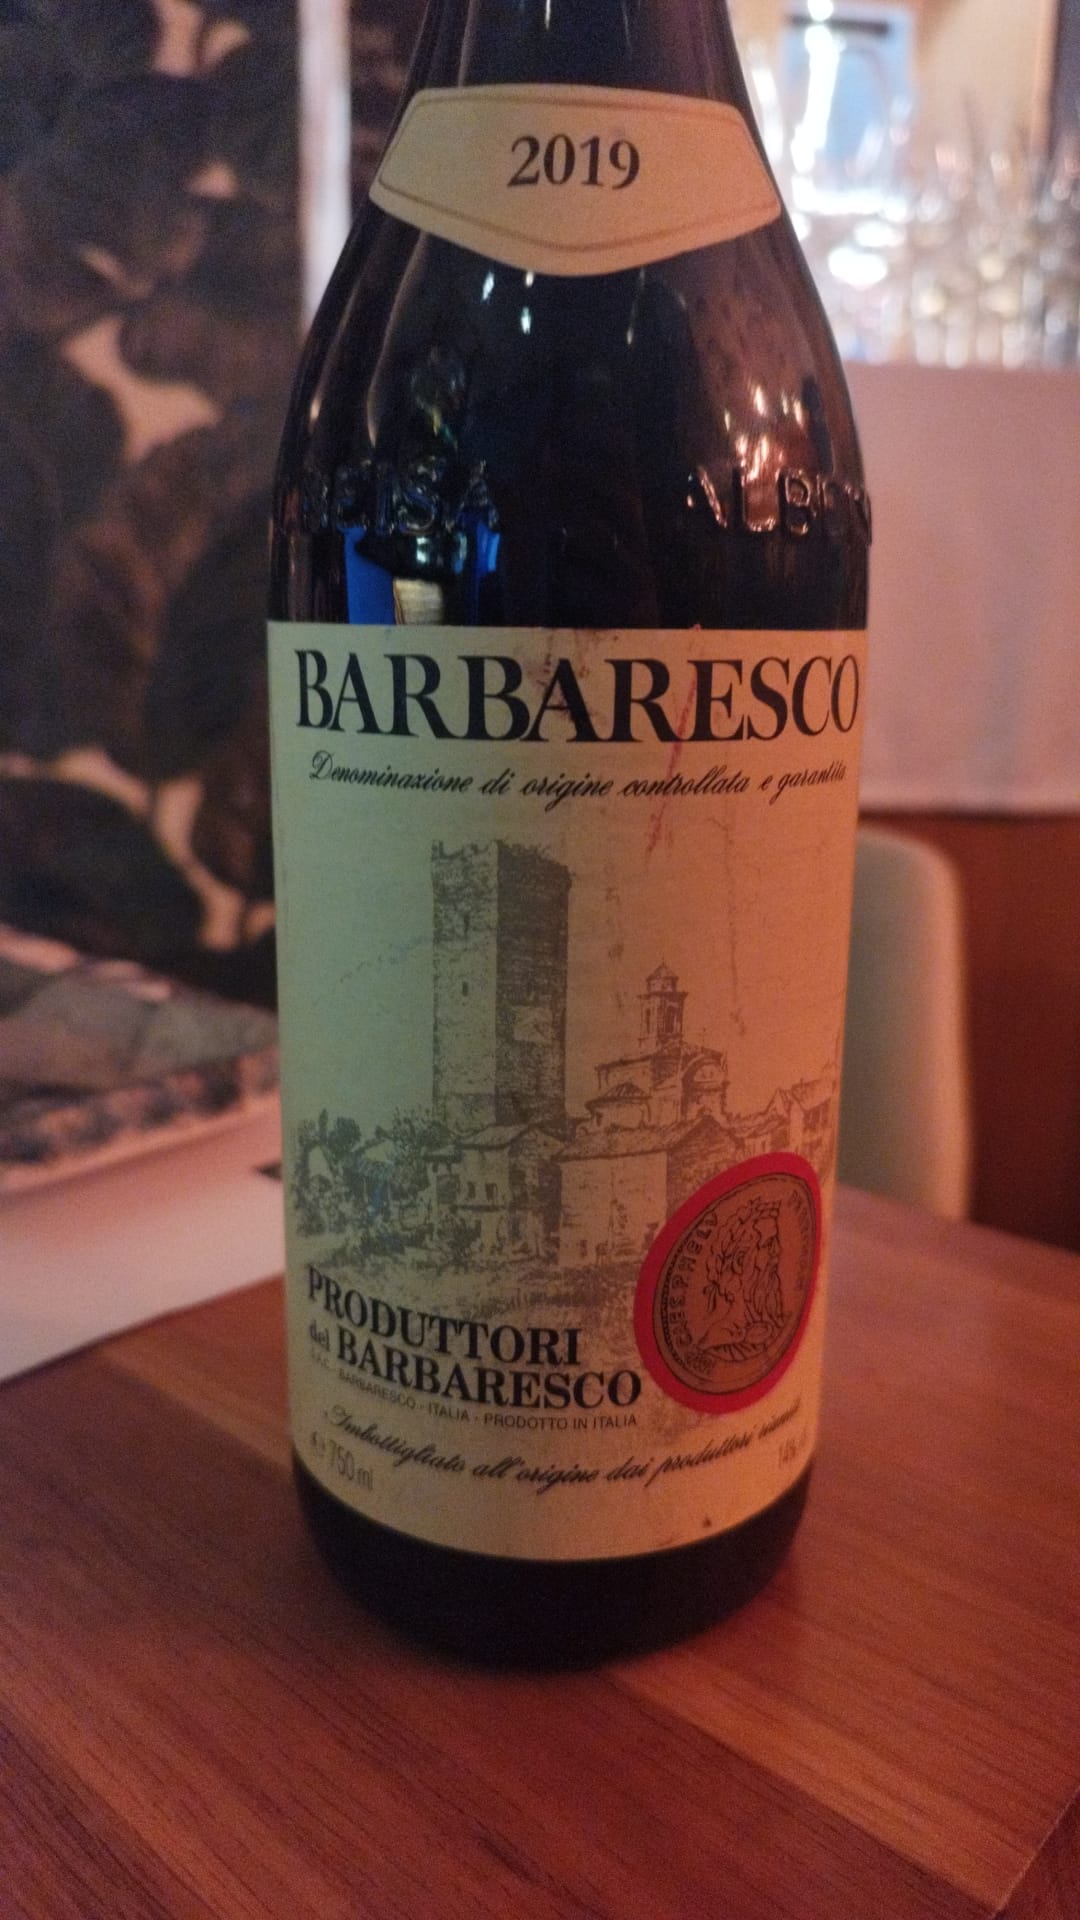 2019
ALBEI
BARBARESCO
Denominazione di origine controllata e garantita
PRODUTTORI
del BARBARESCO
BARBARESCO - ITALIA - PRODOTTO IN ITALIA
Imbottigliato all'origine dai produttori riuniti
e 750 ml
14%